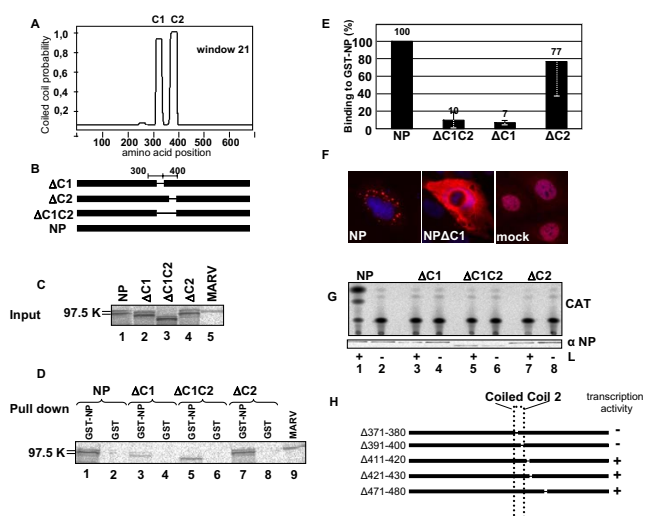 A
C1 C2
1,0
0,8
0,6
0,4
0,2
window 21
Coiled coil probability
100 200 300 400 500 600
amino acid position
B
300 400
ΔC1
ΔC2
ΔC1C2
NP
C
NP ΔC1 ΔC1C2 ΔC2 MARV
Input
97.5 K
1 2 3 4 5
D
NP ΔC1 ΔC1C2 ΔC2
Pull down
GST-NP GST GST-NP GST GST-NP GST GST-NP GST MARV
97.5 K
1 2 3 4 5 6 7 8 9
E
Binding to GST-NP (%)
100
80
60
40
20
0
100 10 7 77
NP ΔC1C2 ΔC1 ΔC2
F
NP NPΔC1 mock
G
NP ΔC1 ΔC1C2 ΔC2
CAT
α NP
+ - + - + - + - L
1 2 3 4 5 6 7 8
H
Coiled Coil 2
transcription
activity
Δ371-380 -
Δ391-400 -
Δ411-420 +
Δ421-430 +
Δ471-480 +